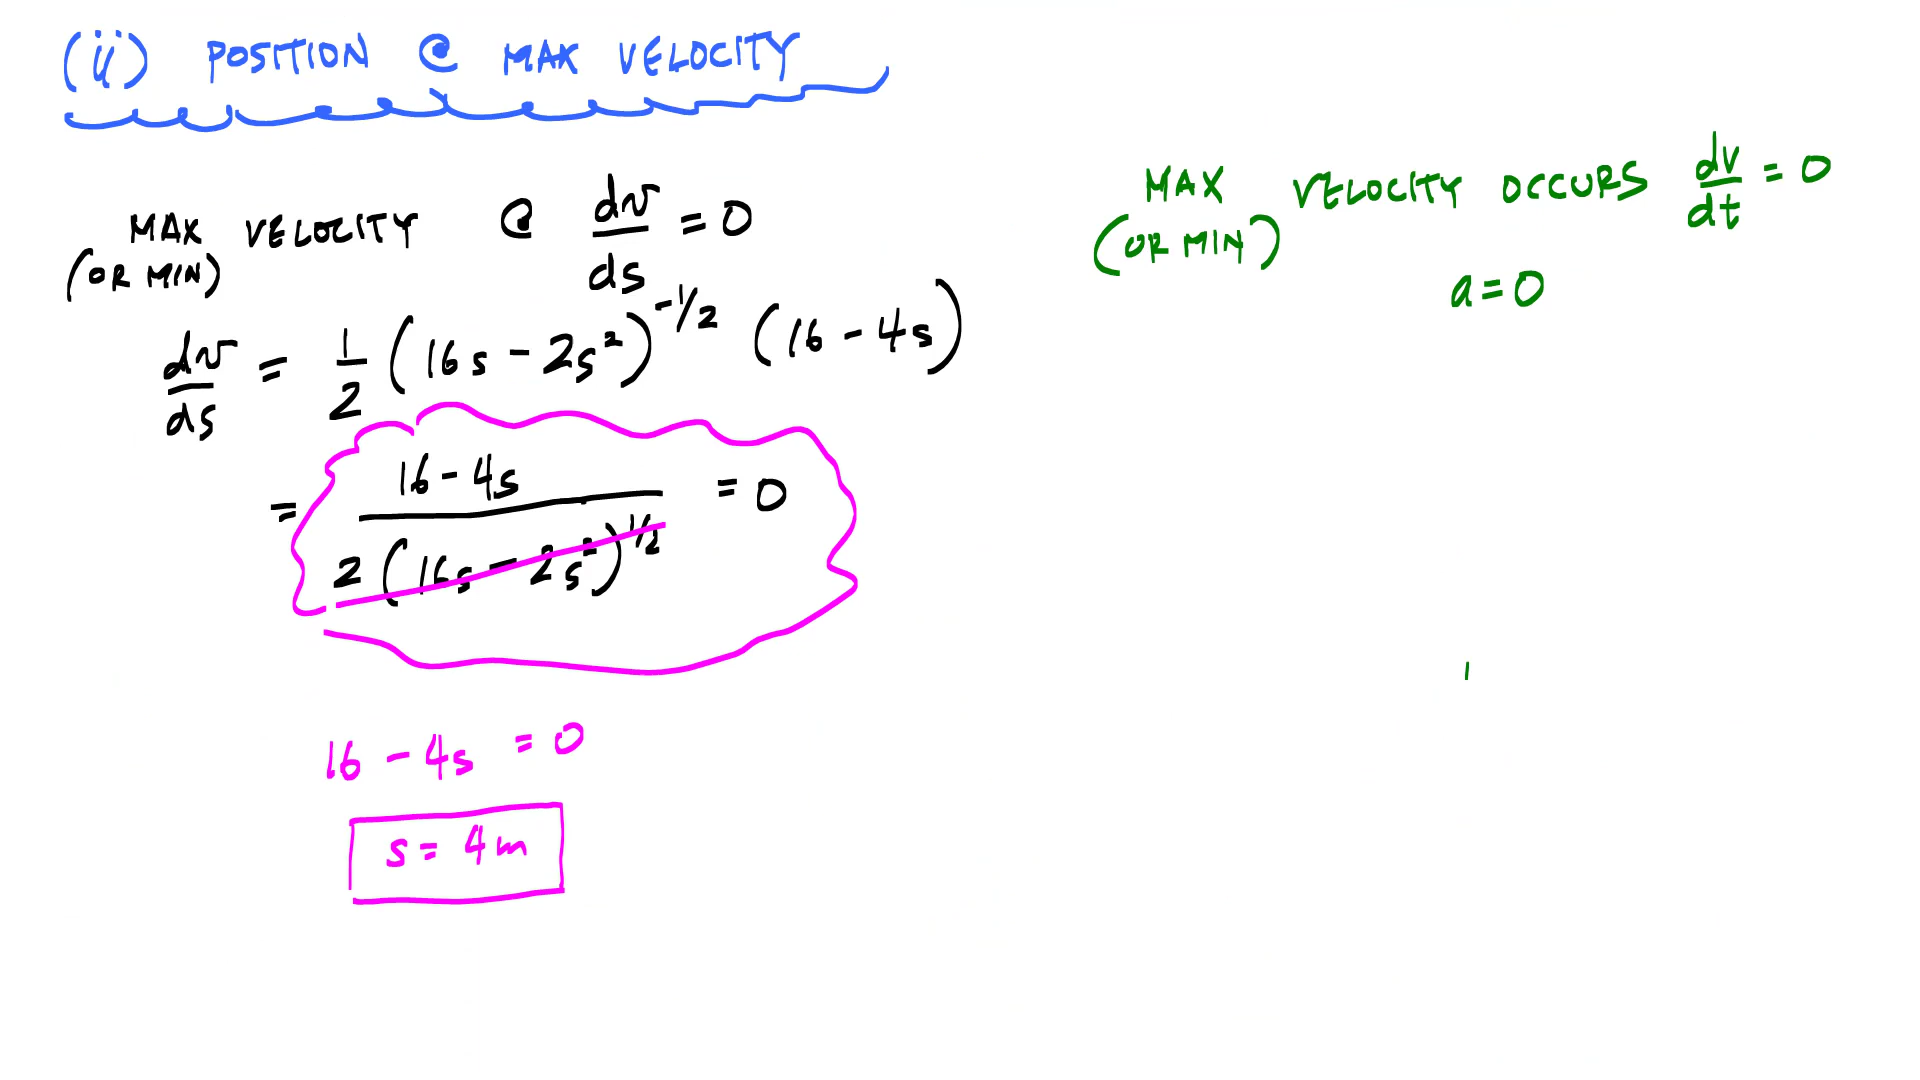 (ii) POSITION @ MAX VELOCITY
MAX VELOCITY @ dv/ds = 0
(OR MIN)
dv/ds = 1/2 (16s - 2s²)^-1/2 (16 - 4s)
= 16 - 4s / 2(16s - 2s²)^1/2 = 0
16 - 4s = 0
s = 4m
MAX VELOCITY OCCURS dv/dt = 0
(OR MIN)
a = 0